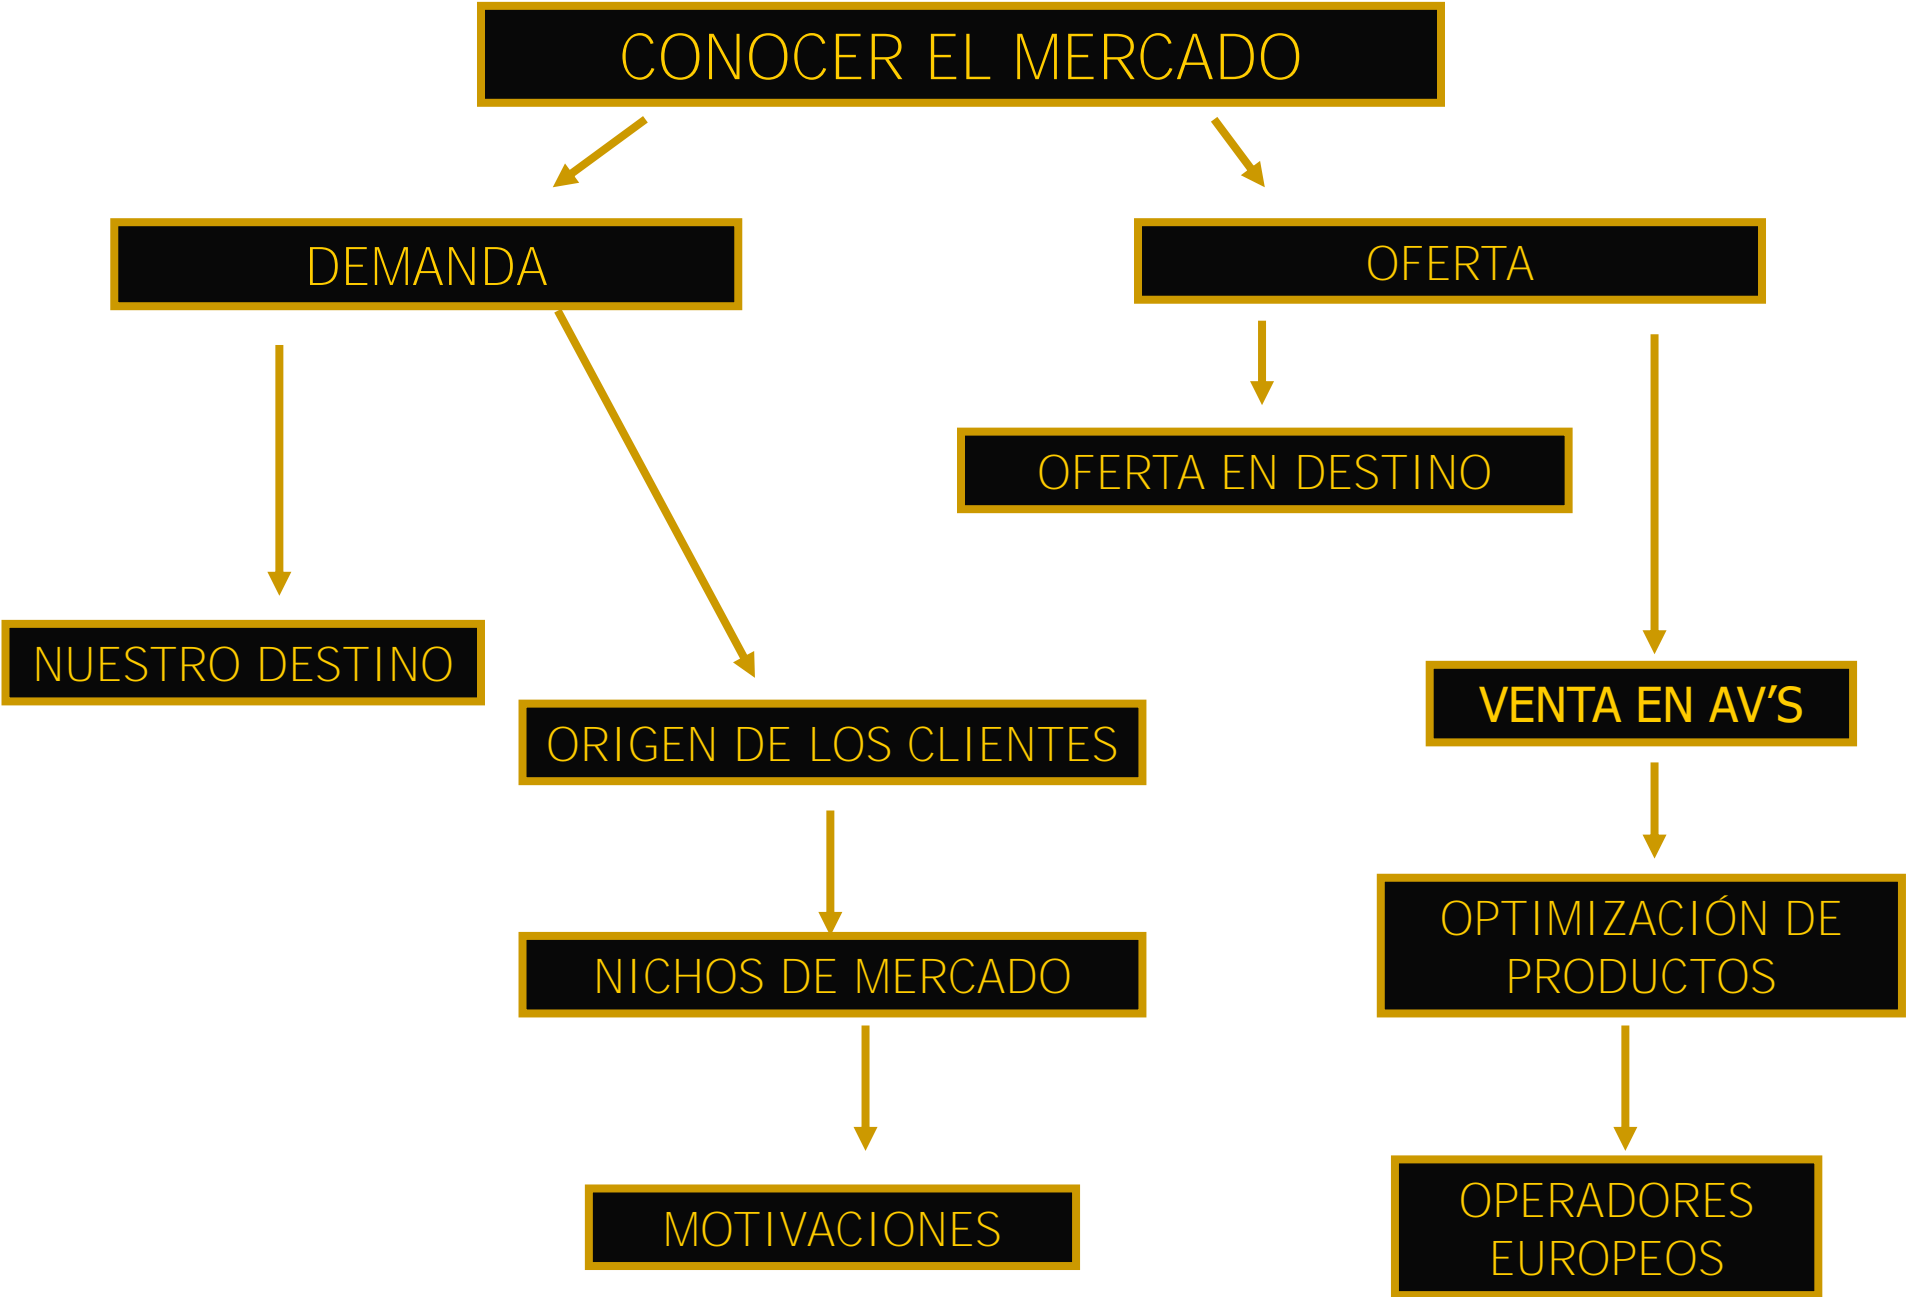 CONOCER EL MERCADO
DEMANDA
OFERTA
OFERTA EN DESTINO
NUESTRO DESTINO
VENTA EN AV’S
ORIGEN DE LOS CLIENTES
OPTIMIZACIÓN DE
PRODUCTOS
NICHOS DE MERCADO
MOTIVACIONES
OPERADORES
EUROPEOS